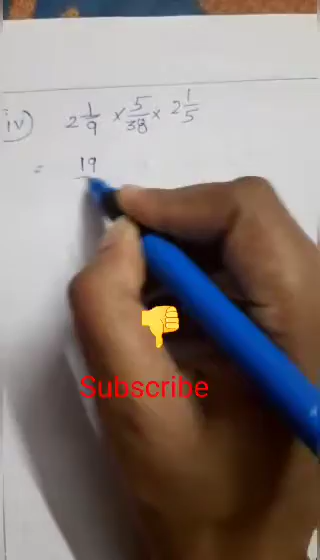 iv) 2 1/9 × 5/38 × 2 1/5
= 19
Subscribe